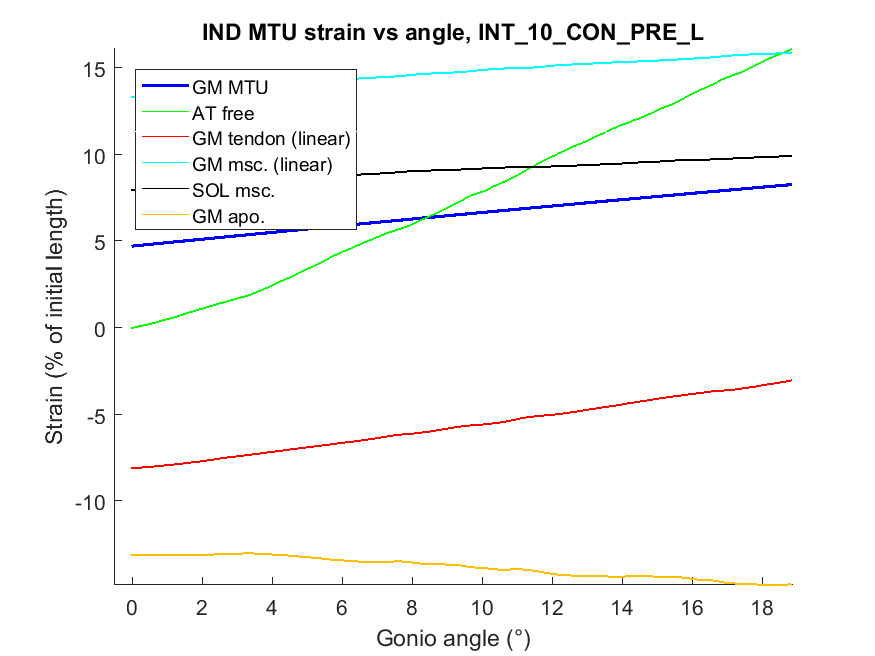 IND MTU strain vs angle, INT_10_CON_PRE_L
Strain (% of initial length)
15
10
5
0
-5
-10
GM MTU
AT free
GM tendon (linear)
GM msc. (linear)
SOL msc.
GM apo.
0 2 4 6 8 10 12 14 16 18
Gonio angle (°)